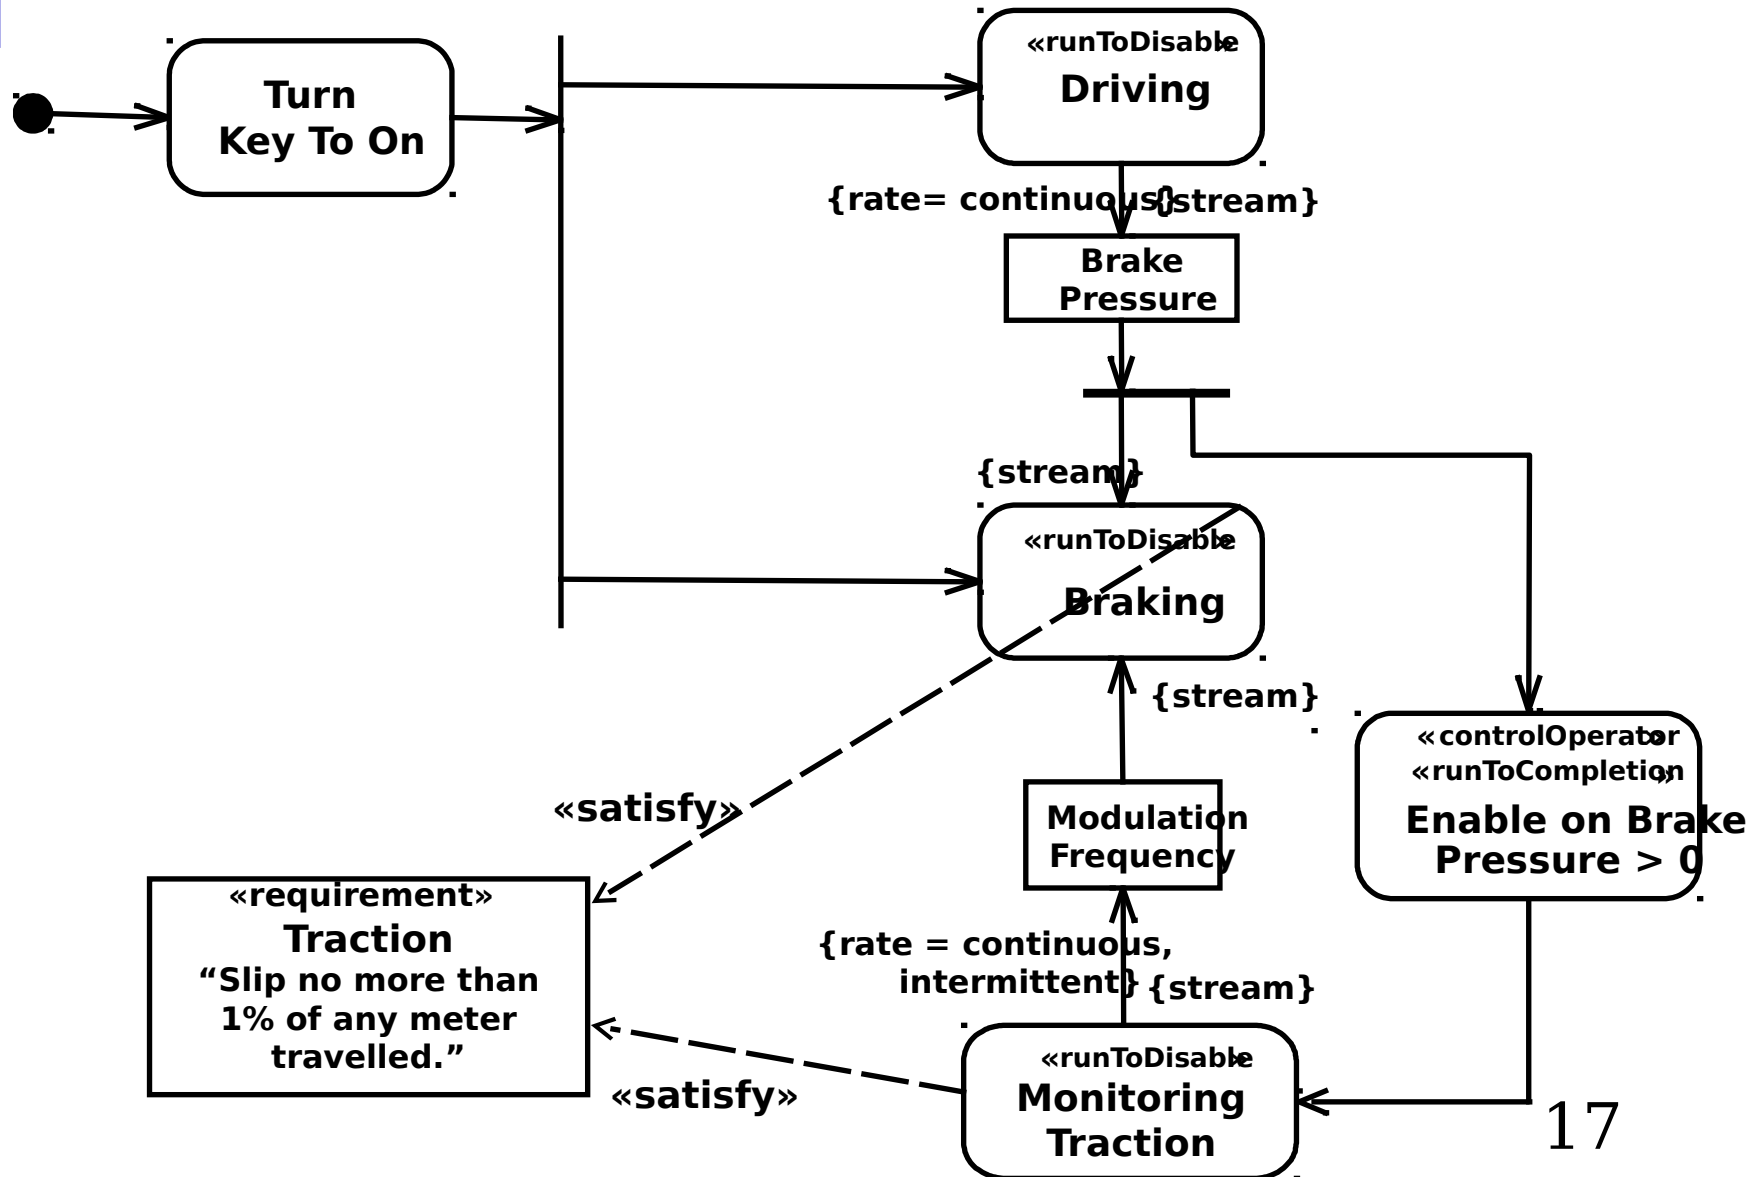 «runToDisable»
Driving
Turn
Key To On
{rate= continuous}
{stream}
Brake
Pressure
{stream}
«runToDisable»
Braking
{stream}
«controlOperator»
«runToCompletion»
Enable on Brake
Pressure > 0
«satisfy»
Modulation
Frequency
«requirement»
Traction
“Slip no more than
1% of any meter
travelled.”
{rate = continuous,
intermittent}
{stream}
«satisfy»
«runToDisable»
Monitoring
Traction
17